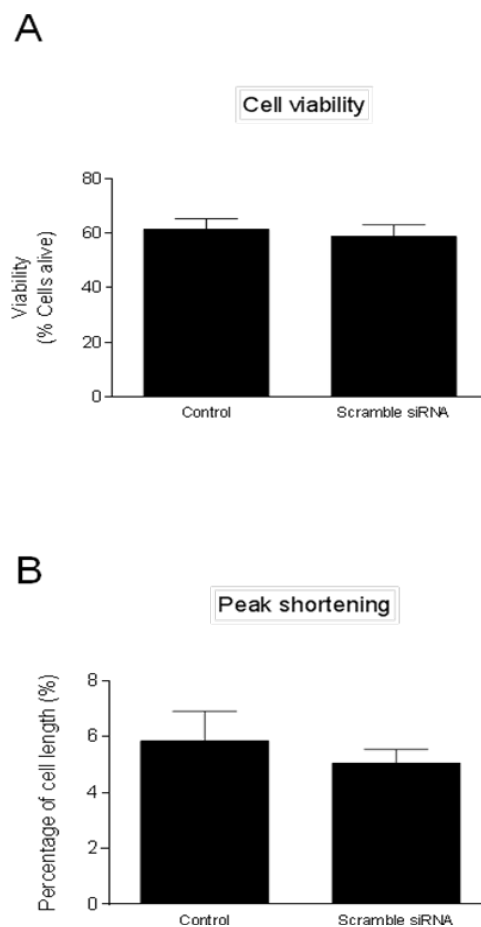 A
Cell viability
80
60
40
20
0
Viability
(% Cells alive)
Control Scramble siRNA
B
Peak shortening
8
6
4
2
0
Percentage of cell length (%)
Control Scramble siRNA